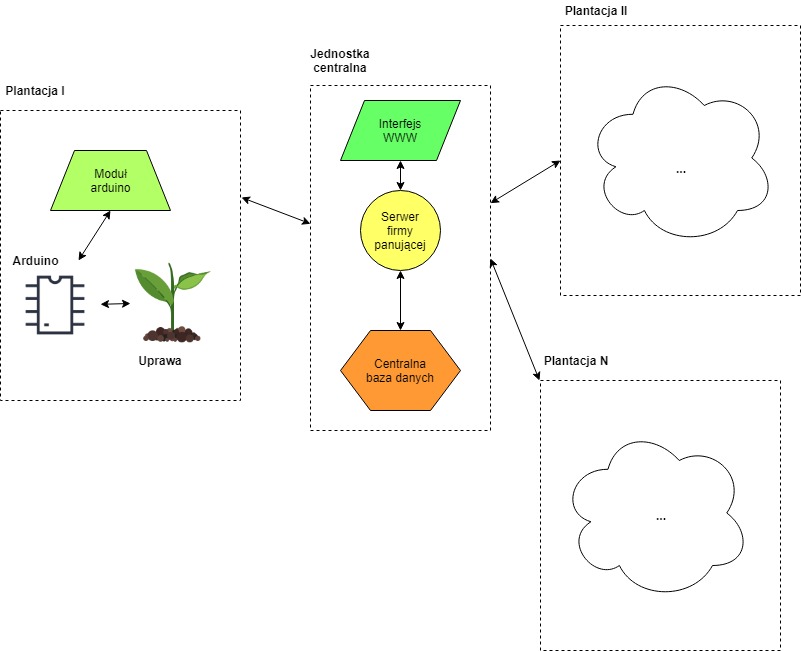 Plantacja I
Moduł
arduino
Arduino
Uprawa
Jednostka
centralna
Interfejs
WWW
Serwer
firmy
panującej
Centralna
baza danych
Plantacja II
...
Plantacja N
...